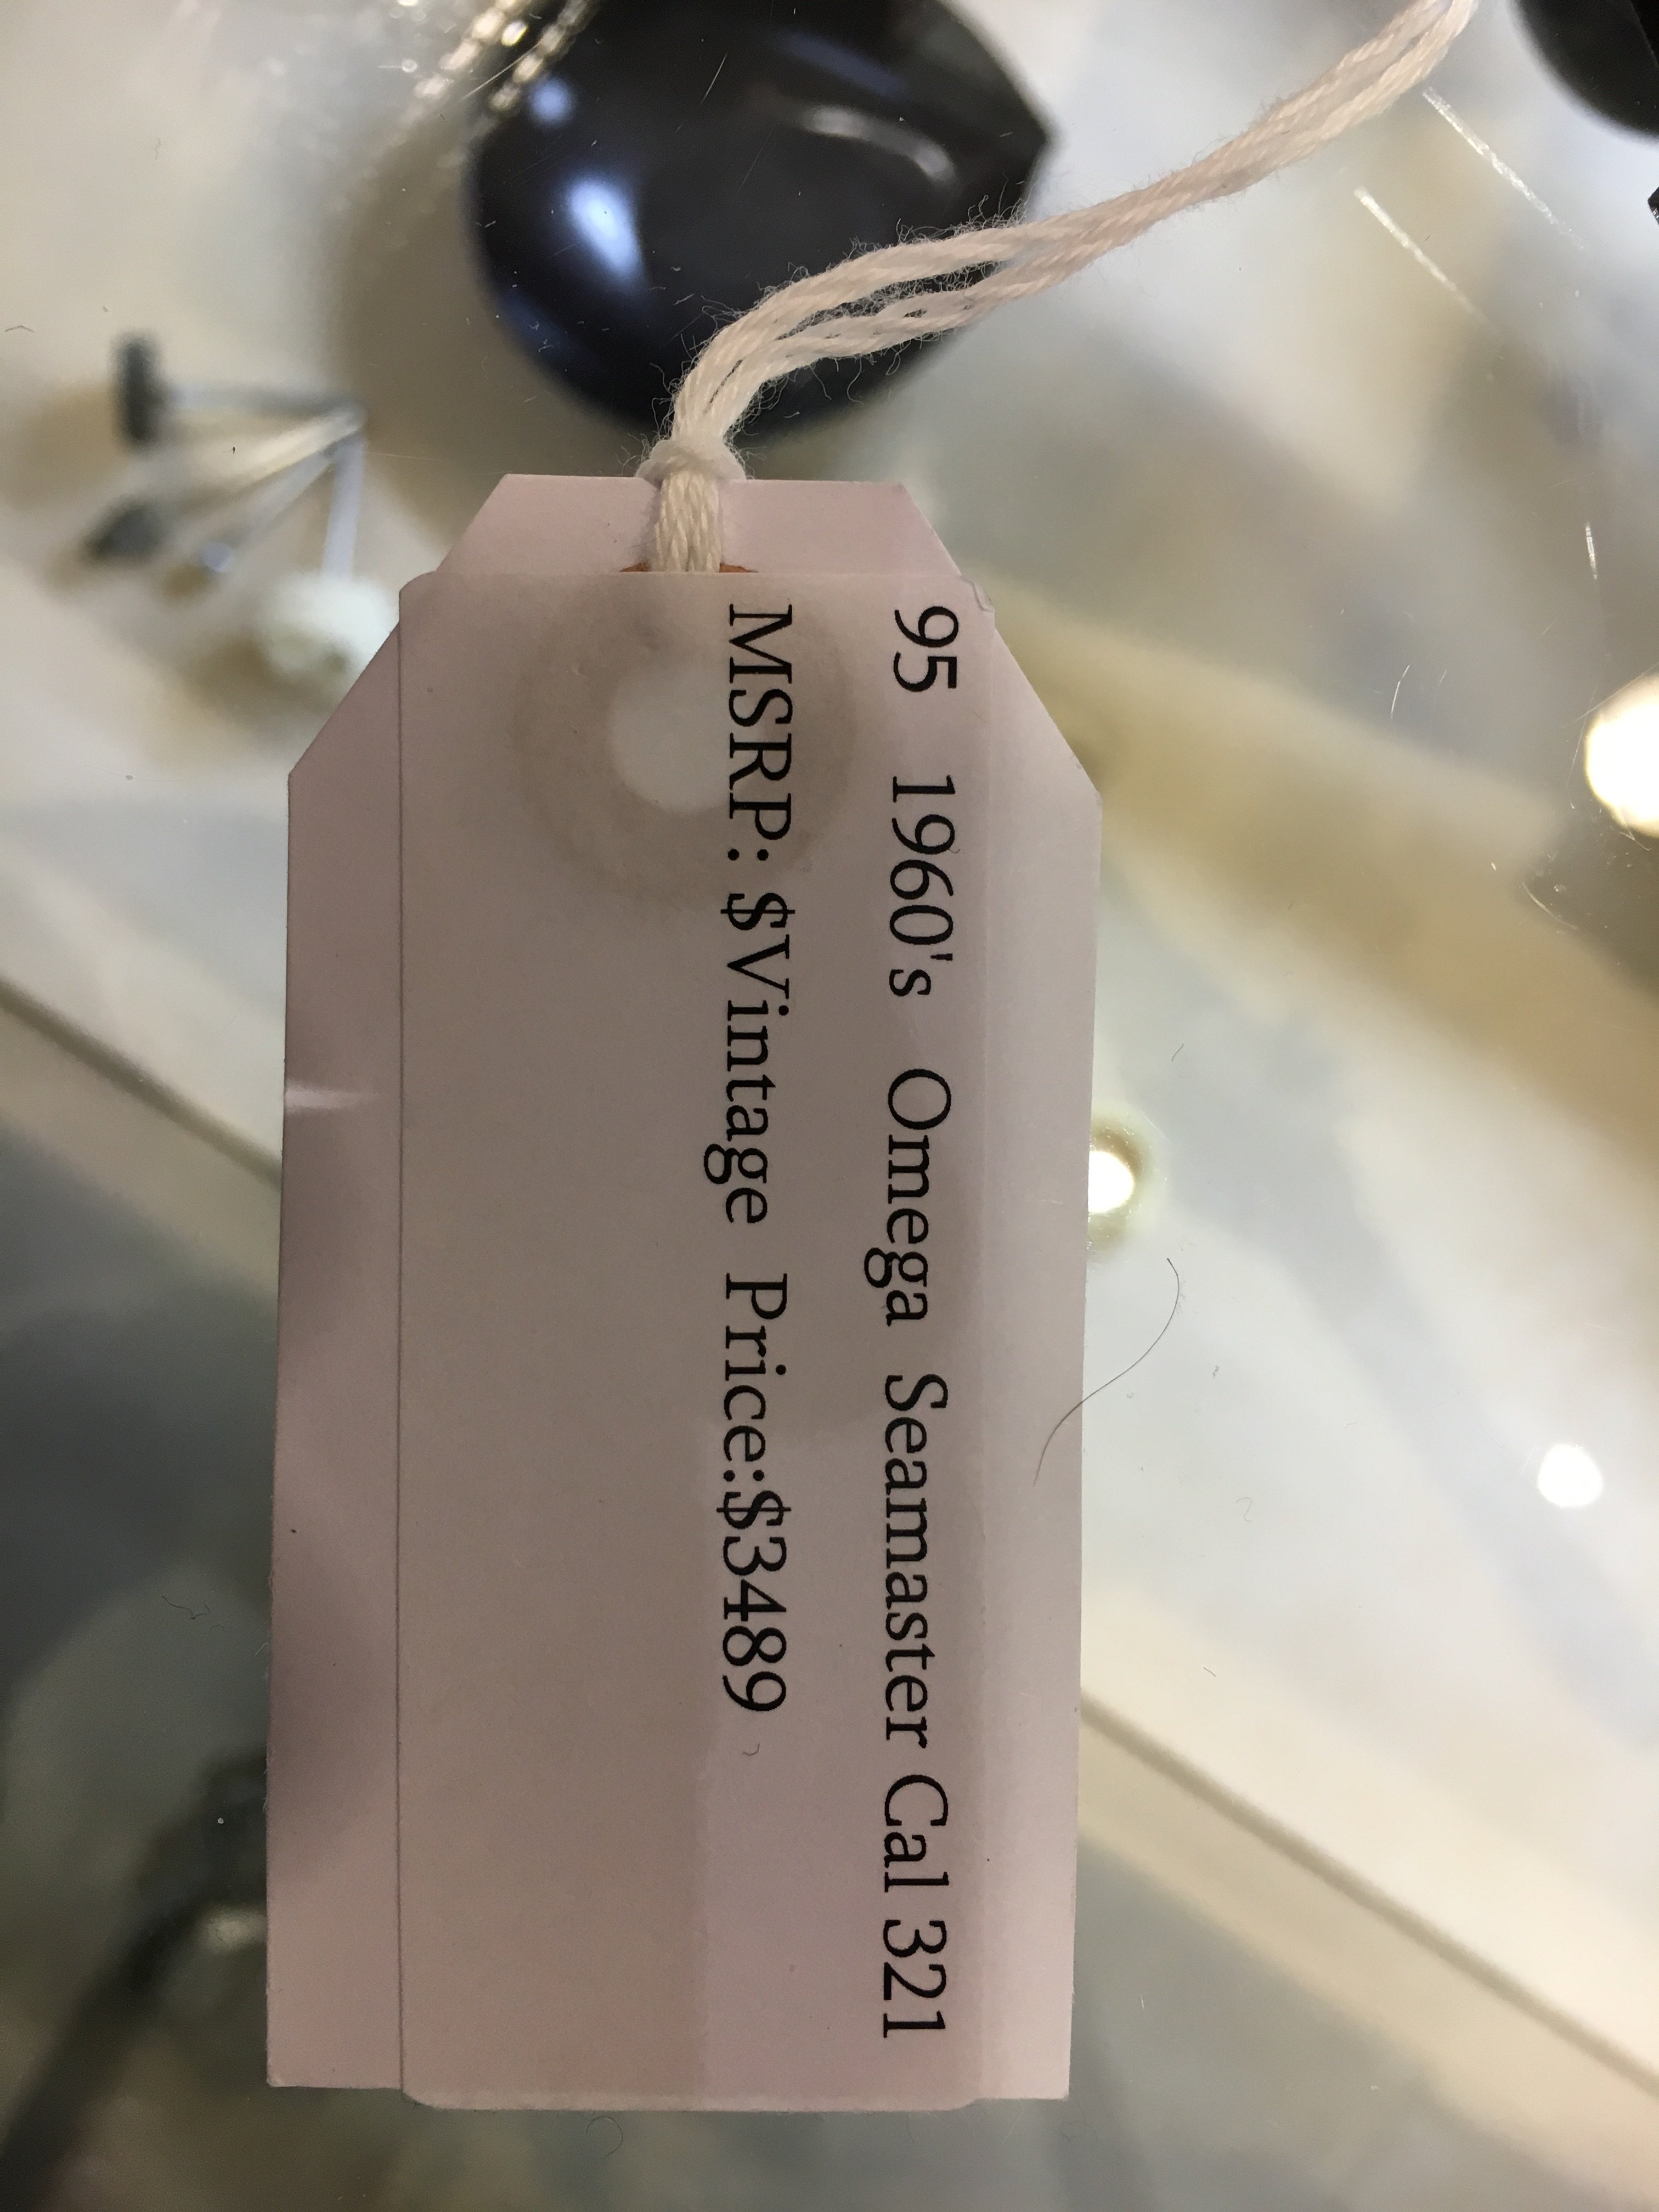 95 1960's Omega Seamaster Cal 321
MSRP: $Vintage Price:$3489